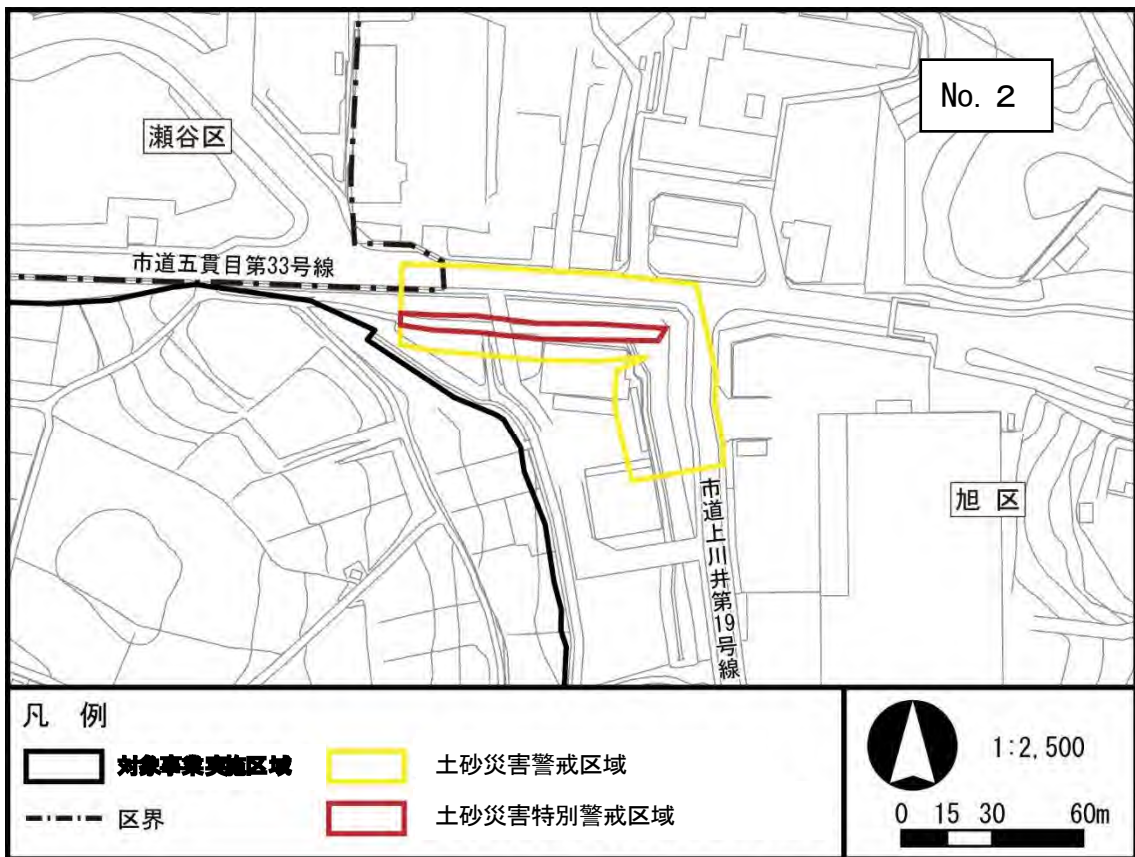 No. 2
瀬谷区
市道五貫目第33号線
旭区
市道上川井第19号線
凡 例
対象事業実施区域
土砂災害警戒区域
区界
土砂災害特別警戒区域
1:2,500
0 15 30 60m